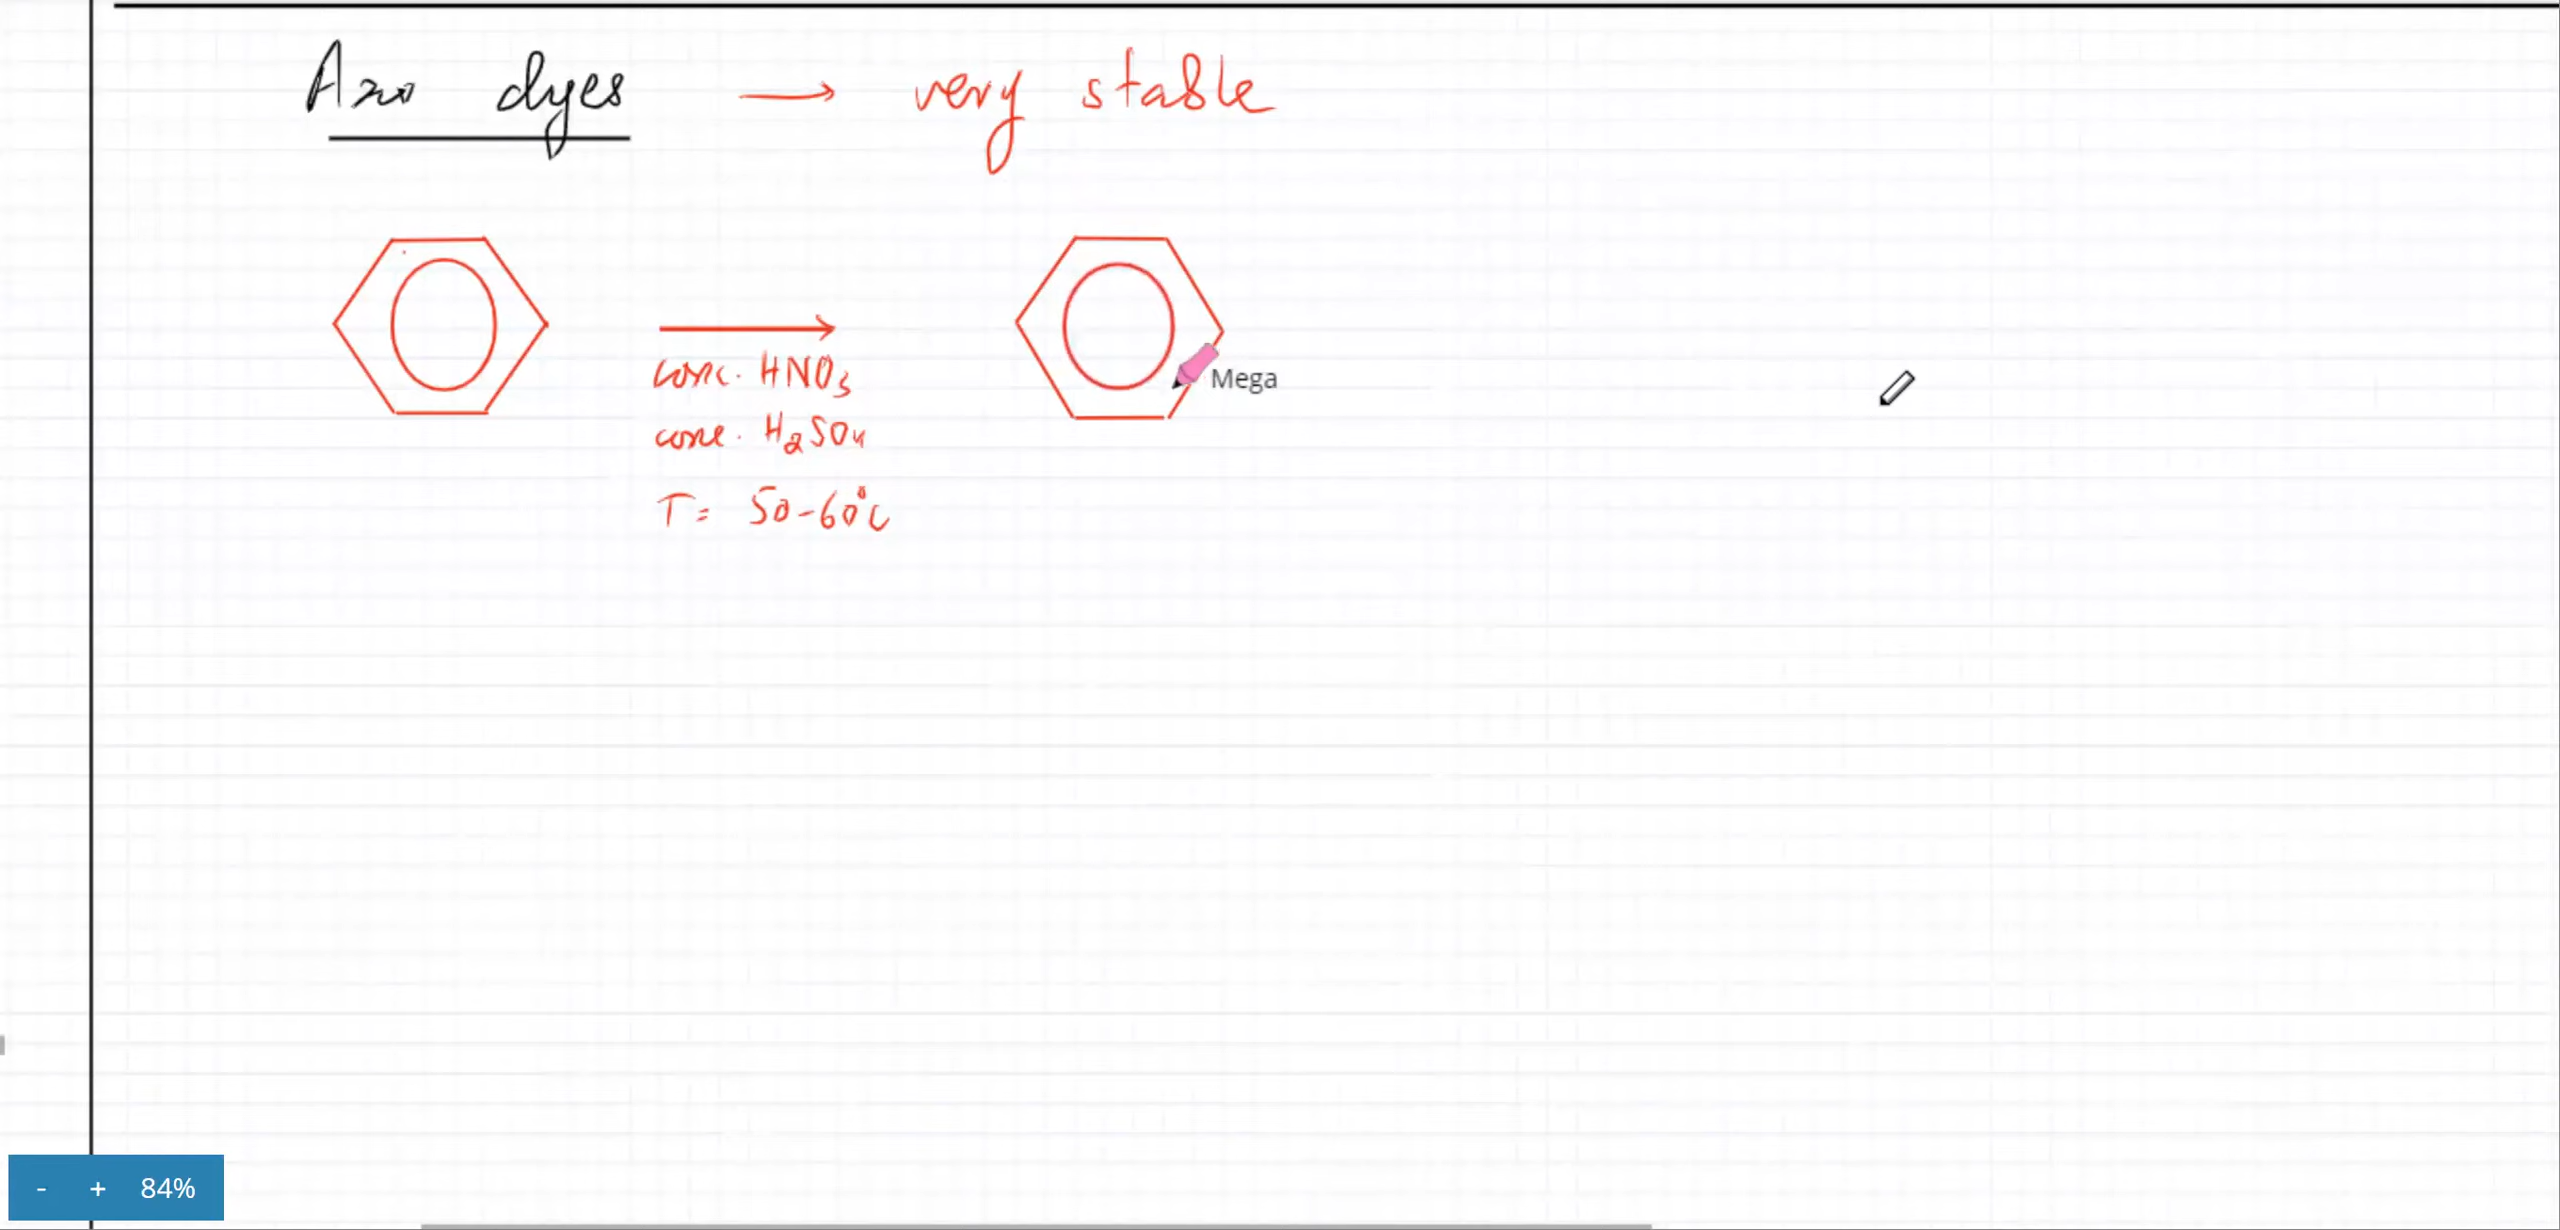 Azo dyes → very stable
conc. HNO3
conc. H2SO4
T= 50-60°C
Mega
- + 84%